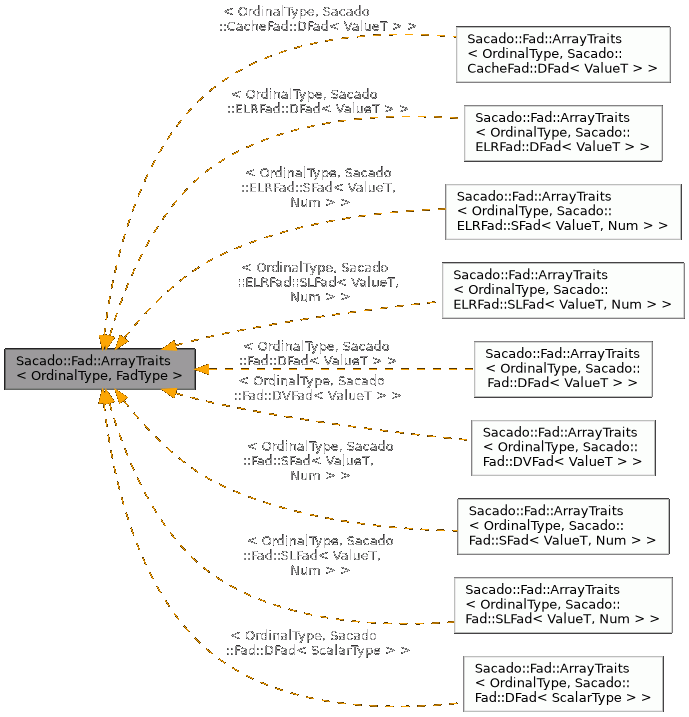 < OrdinalType, Sacado
::CacheFad::DFad< ValueT > >
Sacado::Fad::ArrayTraits
< OrdinalType, Sacado::
CacheFad::DFad< ValueT > >
< OrdinalType, Sacado
::ELRFad::DFad< ValueT > >
Sacado::Fad::ArrayTraits
< OrdinalType, Sacado::
ELRFad::DFad< ValueT > >
< OrdinalType, Sacado
::ELRFad::SFad< ValueT,
Num > >
Sacado::Fad::ArrayTraits
< OrdinalType, Sacado::
ELRFad::SFad< ValueT, Num > >
< OrdinalType, Sacado
::ELRFad::SLFad< ValueT,
Num > >
Sacado::Fad::ArrayTraits
< OrdinalType, Sacado::
ELRFad::SLFad< ValueT, Num > >
Sacado::Fad::ArrayTraits
< OrdinalType, FadType >
< OrdinalType, Sacado
::Fad::DFad< ValueT > >
Sacado::Fad::ArrayTraits
< OrdinalType, Sacado::
Fad::DFad< ValueT > >
< OrdinalType, Sacado
::Fad::DVFad< ValueT > >
Sacado::Fad::ArrayTraits
< OrdinalType, Sacado::
Fad::DVFad< ValueT > >
< OrdinalType, Sacado
::Fad::SFad< ValueT,
Num > >
Sacado::Fad::ArrayTraits
< OrdinalType, Sacado::
Fad::SFad< ValueT, Num > >
< OrdinalType, Sacado
::Fad::SLFad< ValueT,
Num > >
Sacado::Fad::ArrayTraits
< OrdinalType, Sacado::
Fad::SLFad< ValueT, Num > >
< OrdinalType, Sacado
::Fad::DFad< ScalarType > >
Sacado::Fad::ArrayTraits
< OrdinalType, Sacado::
Fad::DFad< ScalarType > >